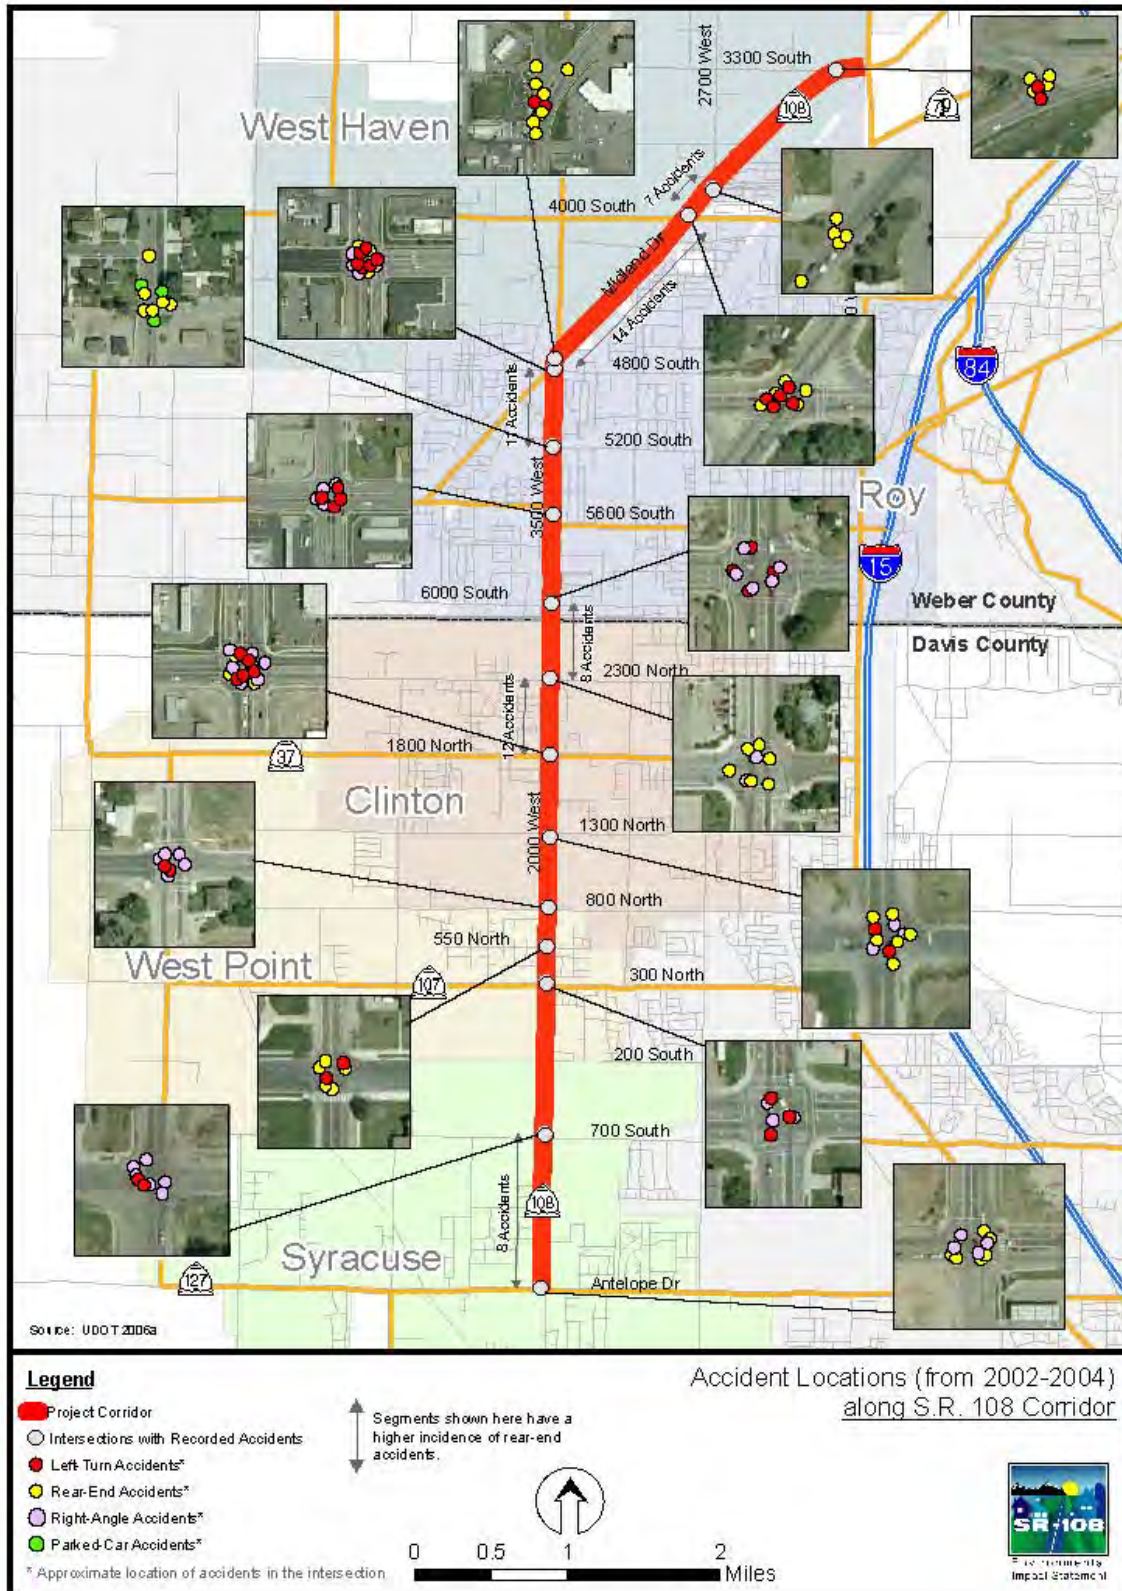 3300 South
2700 West
108
79
West Haven
7 Accidents
4000 South
Midland Dr
14 Accidents
4800 South
84
11 Accidents
5200 South
3500 West
Roy
5600 South
15
6000 South
Weber County
8 Accidents
Davis County
2300 North
12 Accidents
1800 North
37
Clinton
1300 North
2000 West
800 North
550 North
West Point
107
300 North
200 South
700 South
108
8 Accidents
Syracuse
127
Antelope Dr
Source: UDOT 2006a
Legend
Project Corridor
Intersections with Recorded Accidents
Left-Turn Accidents*
Rear-End Accidents*
Right-Angle Accidents*
Parked-Car Accidents*
* Approximate location of accidents in the intersection
Segments shown here have a
higher incidence of rear-end
accidents.
0 0.5 1 2
Miles
Accident Locations (from 2002-2004)
along S.R. 108 Corridor
SR-108
Environmental
Impact Statement